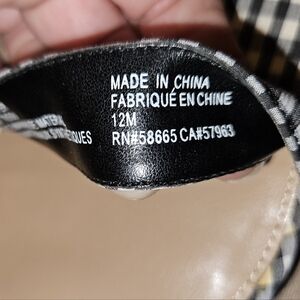 MADE IN CHINA
FABRIQUÉ EN CHINE
12M
RN#58665 CA#57963